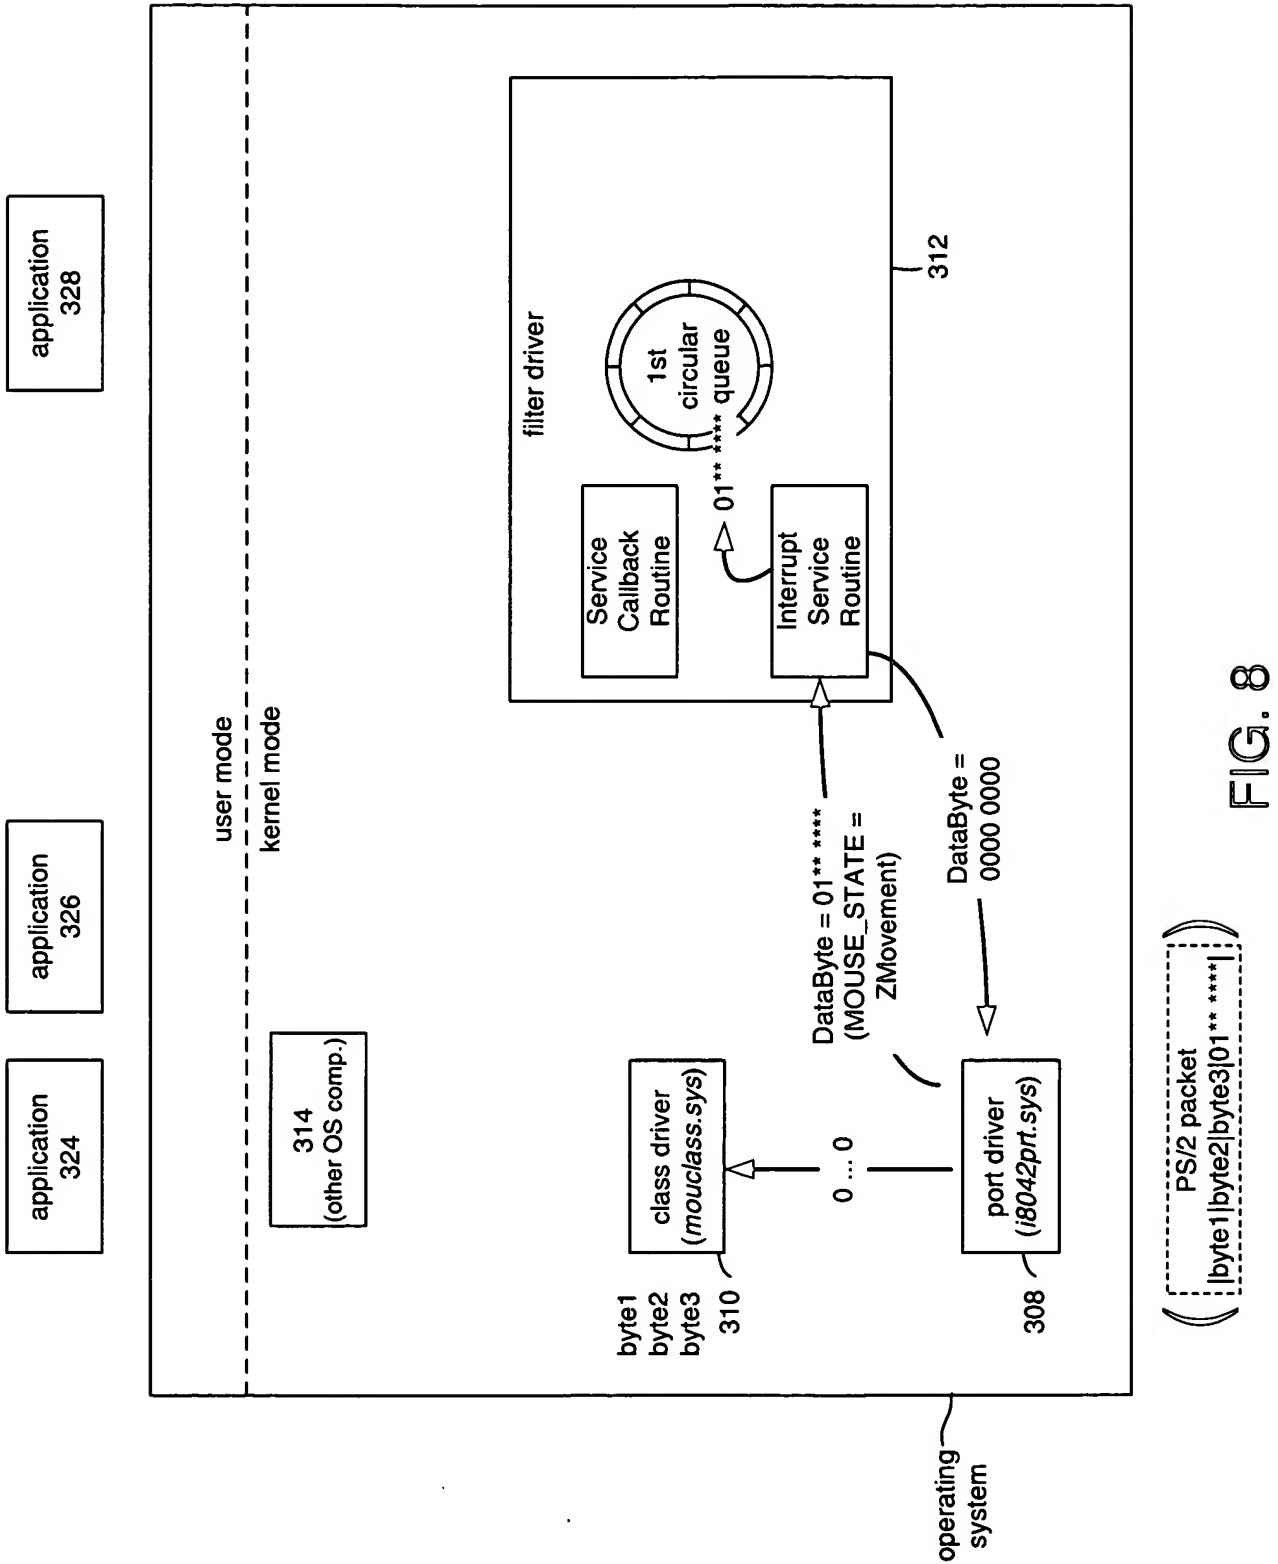 application
324
application
326
application
328
user mode
kernel mode
314
(other OS comp.)
filter driver
Service
Callback
Routine
1st
circular
queue
01** ****
Interrupt
Service
Routine
312
byte1
byte2
byte3
310
class driver
(mouclass.sys)
0 ... 0
DataByte = 01** ****
(MOUSE_STATE =
ZMovement)
DataByte =
0000 0000
port driver
(i8042prt.sys)
308
operating
system
PS/2 packet
|byte1|byte2|byte3|01** ****|
FIG. 8